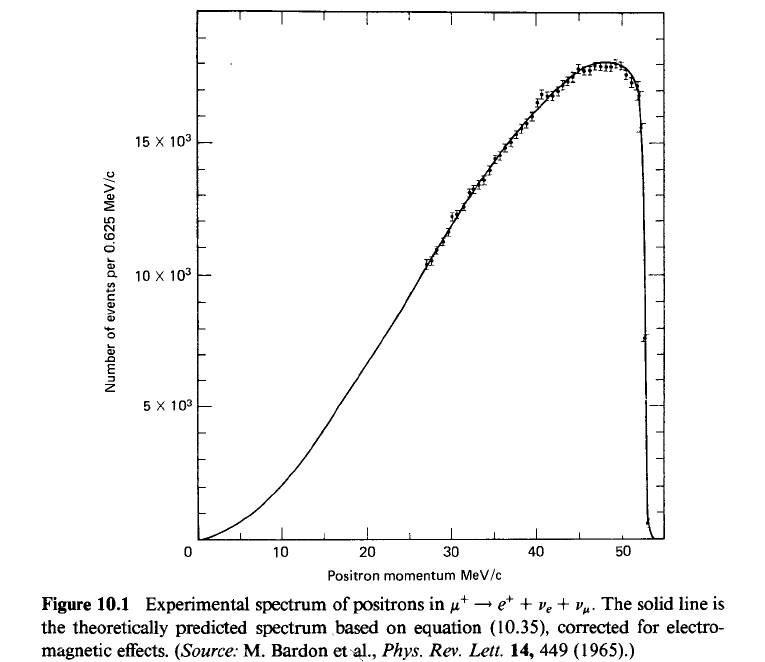 Number of events per 0.625 MeV/c
15 × 10³
10 × 10³
5 × 10³
0 10 20 30 40 50
Positron momentum MeV/c
Figure 10.1 Experimental spectrum of positrons in μ⁺ → e⁺ + νₑ + ν_μ. The solid line is
the theoretically predicted spectrum based on equation (10.35), corrected for electro-
magnetic effects. (Source: M. Bardon et al., Phys. Rev. Lett. 14, 449 (1965).)